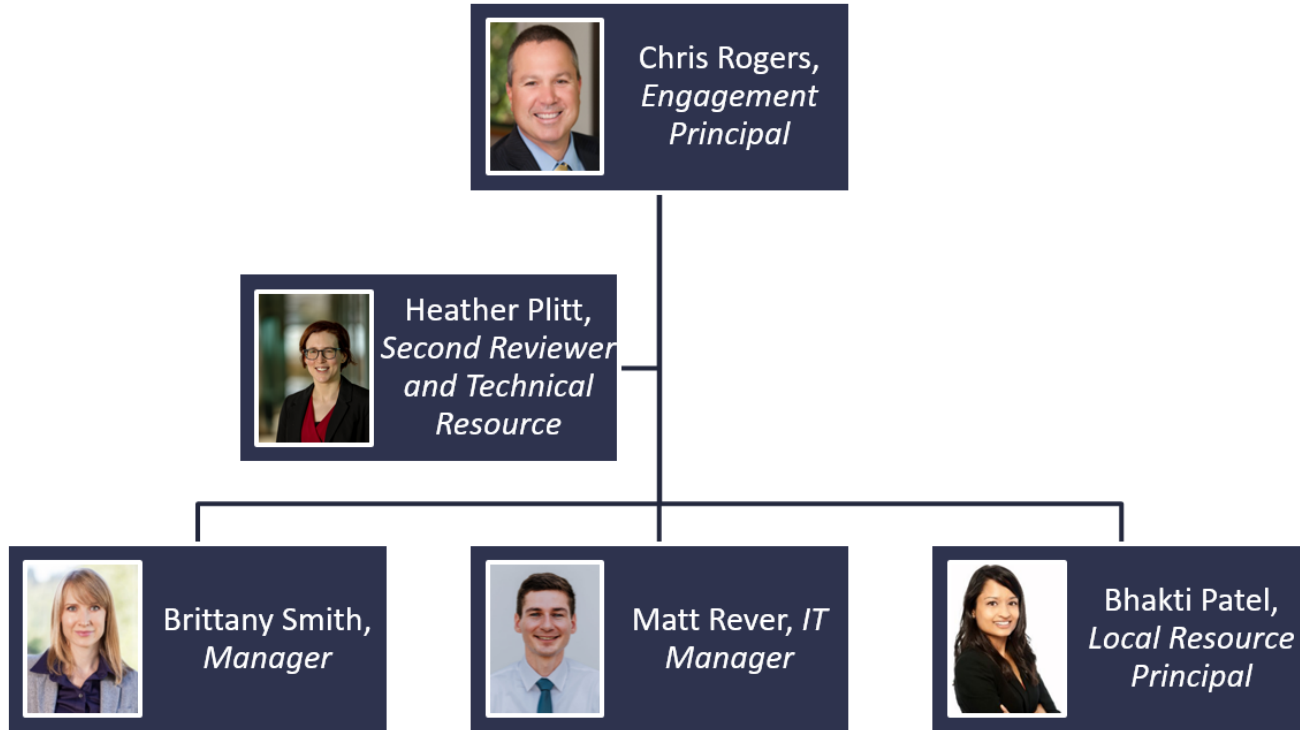 Chris Rogers,
Engagement
Principal
Heather Plitt,
Second Reviewer
and Technical
Resource
Brittany Smith,
Manager
Matt Rever, IT
Manager
Bhakti Patel,
Local Resource
Principal